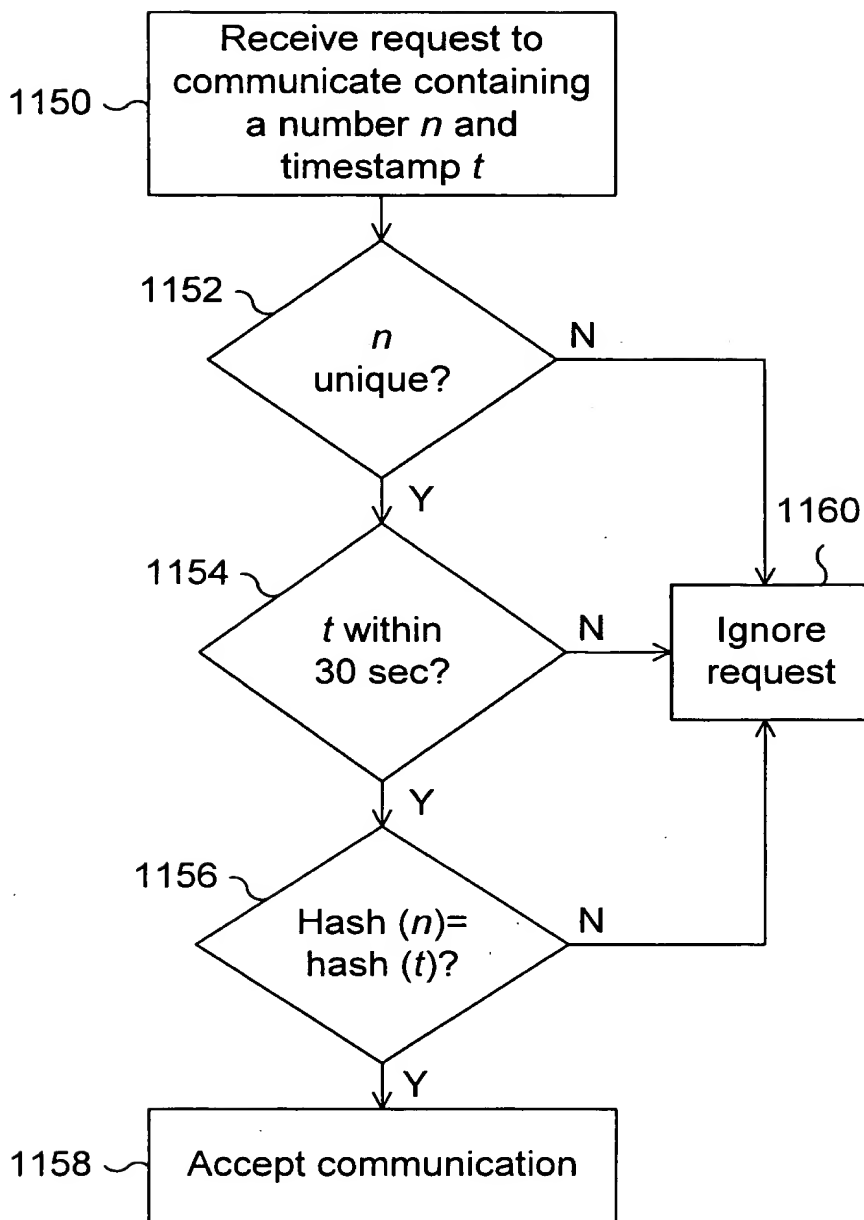 Receive request to
communicate containing
a number n and
timestamp t
1150
1152
n
unique?
N
Y
1154
t within
30 sec?
N
1160
Ignore
request
Y
1156
Hash (n)=
hash (t)?
N
Y
1158
Accept communication